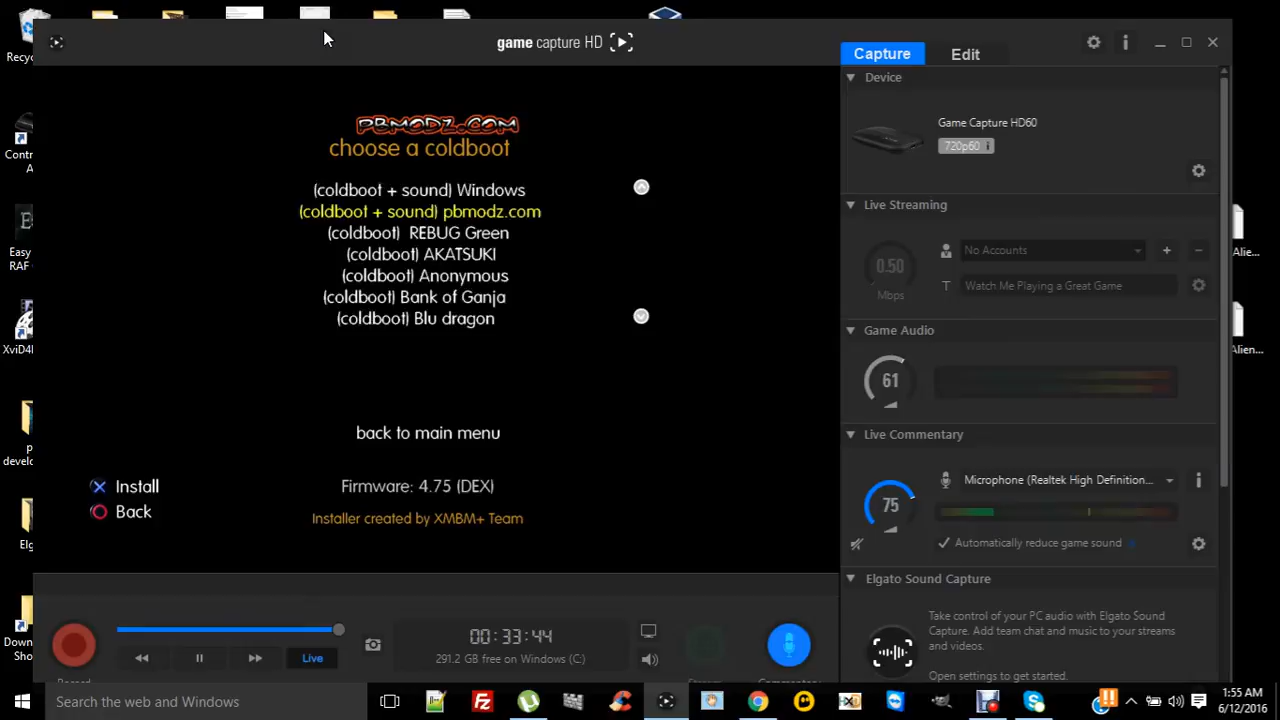 game capture HD
Capture
Edit
Recyc
Contr
A
Easy
RAF
XviD4
p
develo
Elg
Down
Sho
Alie...
Alien...
PBMODZ.COM
choose a coldboot
(coldboot + sound) Windows
(coldboot + sound) pbmodz.com
(coldboot) REBUG Green
(coldboot) AKATSUKI
(coldboot) Anonymous
(coldboot) Bank of Ganja
(coldboot) Blu dragon
back to main menu
Install
Firmware: 4.75 (DEX)
Back
Installer created by XMBM+ Team
Device
Game Capture HD60
720p60 i
Live Streaming
0.50
Mbps
No Accounts
T
Watch Me Playing a Great Game
Game Audio
61
Live Commentary
75
Microphone (Realtek High Definition...
Automatically reduce game sound
Elgato Sound Capture
Take control of your PC audio with Elgato Sound
Capture. Add team chat and music to your streams
and videos.
Open settings to get started.
00:33:44
291.2 GB free on Windows (C:)
Live
Record
Stream
Commentary
Search the web and Windows
1:55 AM
6/12/2016